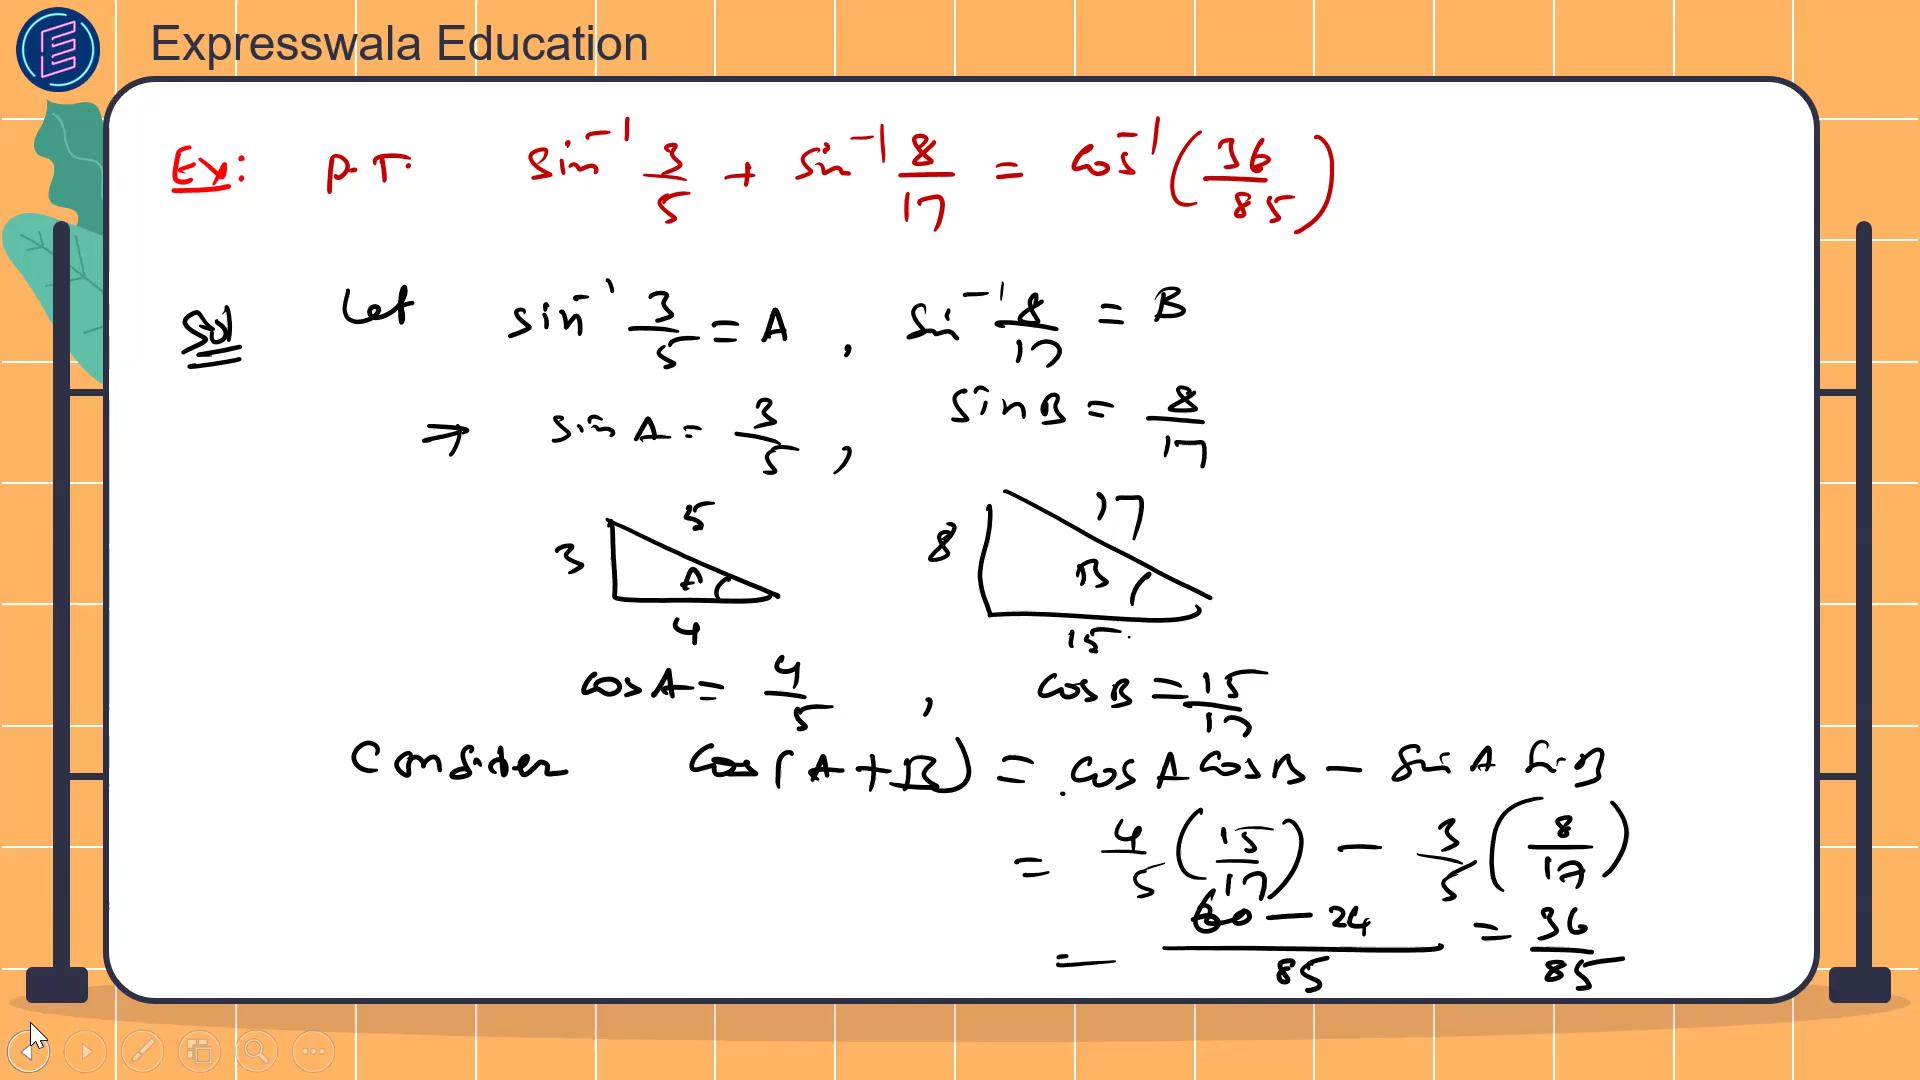 Expresswala Education
Ex: P.T. sin⁻¹ 3/5 + sin⁻¹ 8/17 = cos⁻¹ (36/85)
Sol Let sin⁻¹ 3/5 = A , sin⁻¹ 8/17 = B
⇒ sin A = 3/5 , sin B = 8/17
5 17
3 A 8 B
4 15
cos A = 4/5 , cos B = 15/17
Consider cos(A+B) = cos A cos B − sin A sin B
= 4/5 (15/17) − 3/5 (8/17)
= (60 − 24)/85 = 36/85